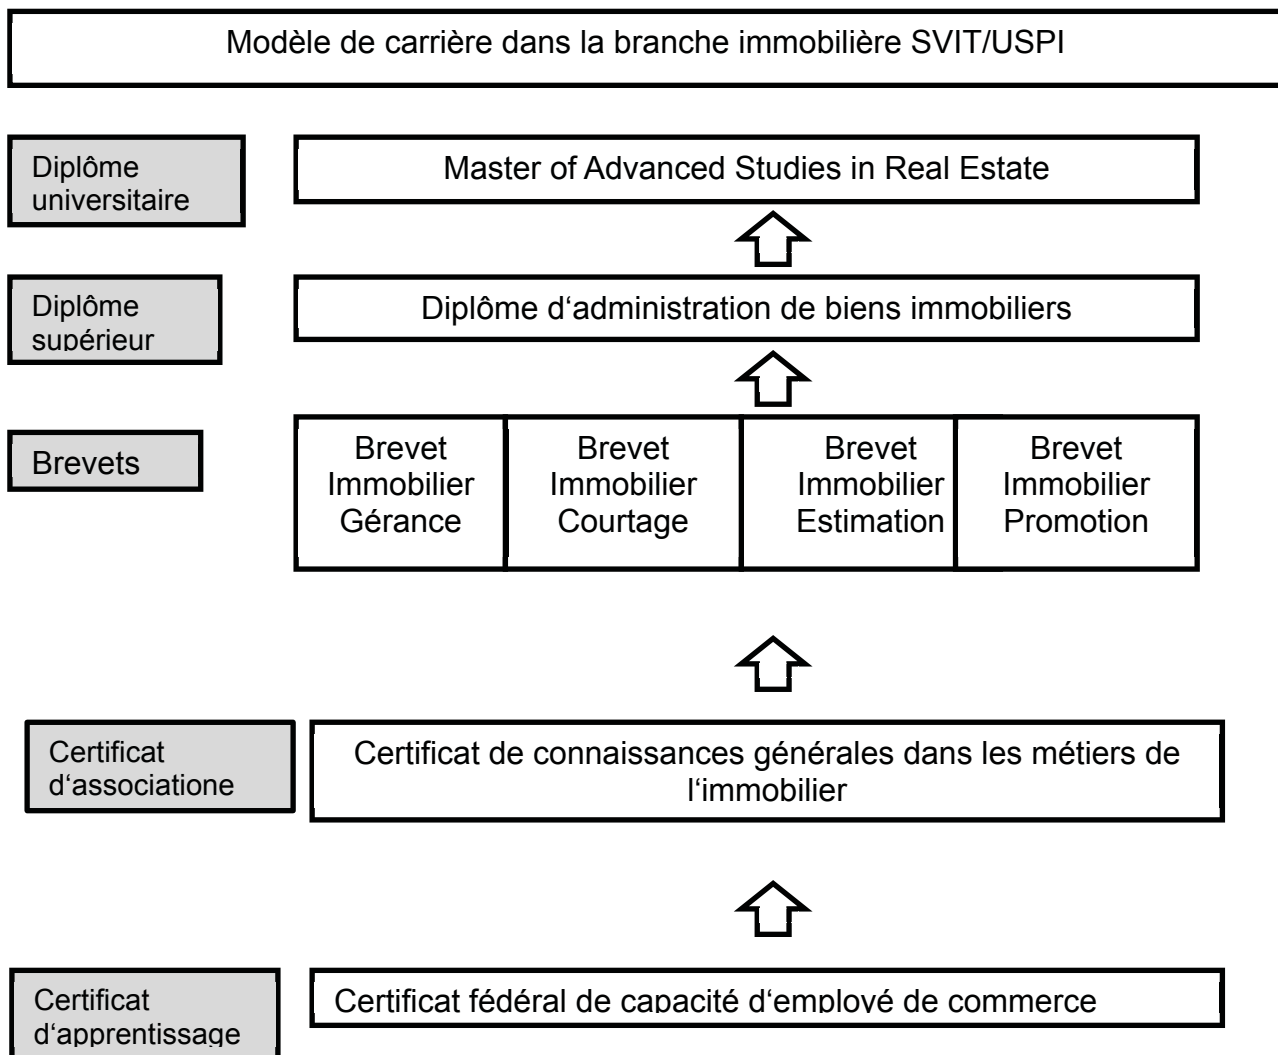 Modèle de carrière dans la branche immobilière SVIT/USPI
Diplôme
universitaire
Master of Advanced Studies in Real Estate
Diplôme
supérieur
Diplôme d‘administration de biens immobiliers
Brevets
Brevet
Immobilier
Gérance
Brevet
Immobilier
Courtage
Brevet
Immobilier
Estimation
Brevet
Immobilier
Promotion
Certificat
d‘associatione
Certificat de connaissances générales dans les métiers de
l‘immobilier
Certificat
d‘apprentissage
Certificat fédéral de capacité d‘employé de commerce